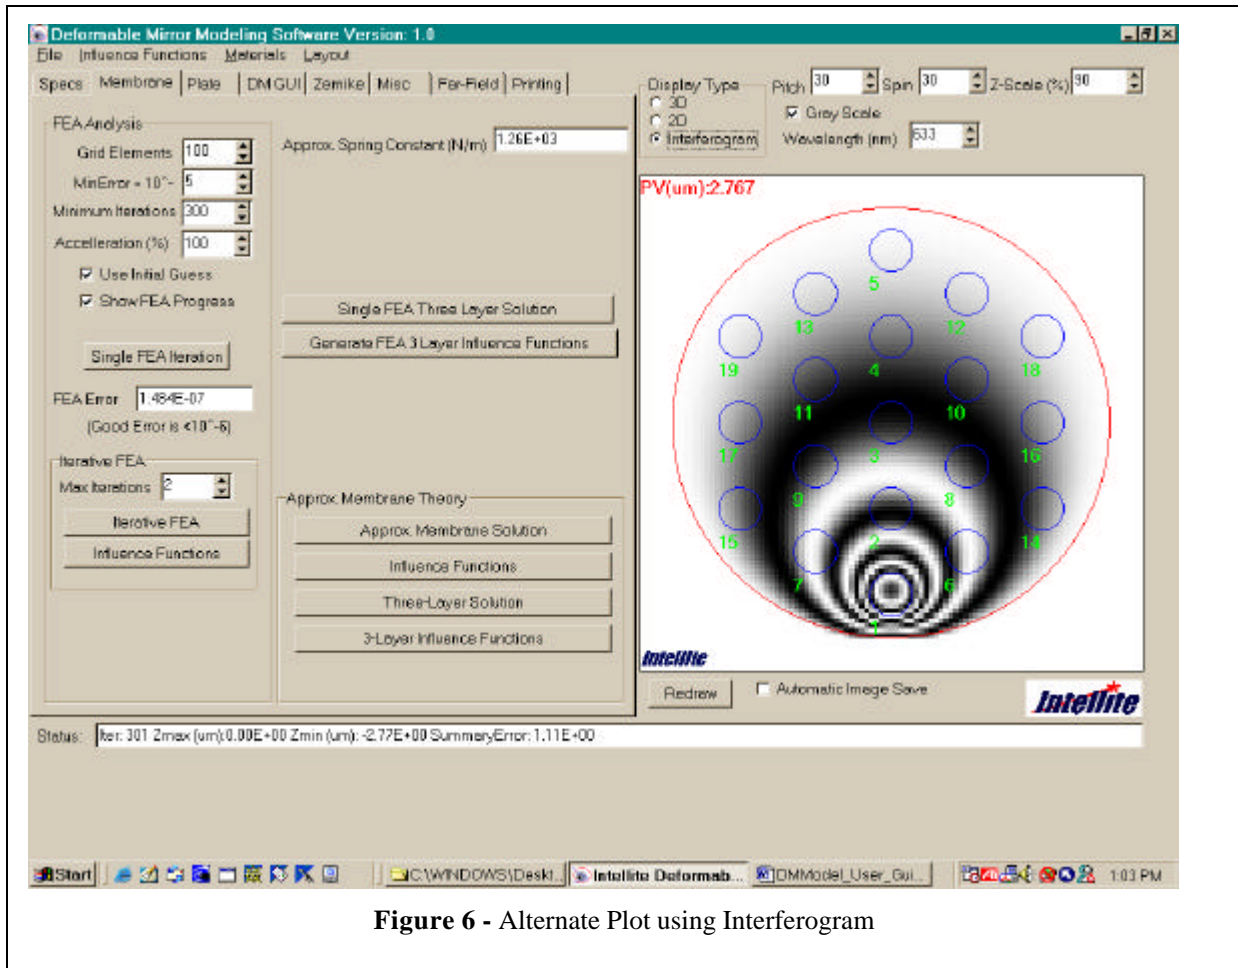 Deformable Mirror Modeling Software Version: 1.0
File Influence Functions Materials Layout
Specs Membrane Plate DM GUI Zernike Misc Far-Field Printing
FEA Analysis
Grid Elements 100
MinError = 10^- 5
Minimum Iterations 300
Accelleration (%) 100
Use Initial Guess
Show FEA Progress
Single FEA Iteration
FEA Error 1.484E-07
(Good Error is <10^-6)
Iterative FEA
Max Iterations 2
Iterative FEA
Influence Functions
Approx. Spring Constant (N/m) 1.26E+03
Single FEA Three Layer Solution
Generate FEA 3 Layer Influence Functions
Approx. Membrane Theory
Approx. Membrane Solution
Influence Functions
Three-Layer Solution
3-Layer Influence Functions
Display Type
3D
2D
Interferogram
Pitch 30 Spin 30 Z-Scale (%) 90
Gray Scale
Wavelength (nm) 633
PV(um):2.767
5
13 12
19 4 18
11 10
17 3 16
9 8
15 2 14
7 6
1
Intellite
Redraw Automatic Image Save
Intellite
Status: Iter: 301 Zmax (um):0.00E+00 Zmin (um): -2.77E+00 SummaryError: 1.11E+00
Start C:\WINDOWS\Deskt... Intellite Deformab... DMModel_User_Gui... 1:03 PM
Figure 6 - Alternate Plot using Interferogram